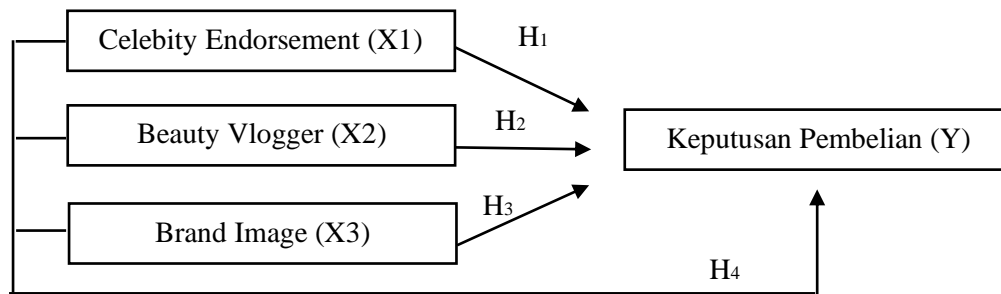 Celebity Endorsement (X1)
H1
Beauty Vlogger (X2)
H2
Keputusan Pembelian (Y)
Brand Image (X3)
H3
H4